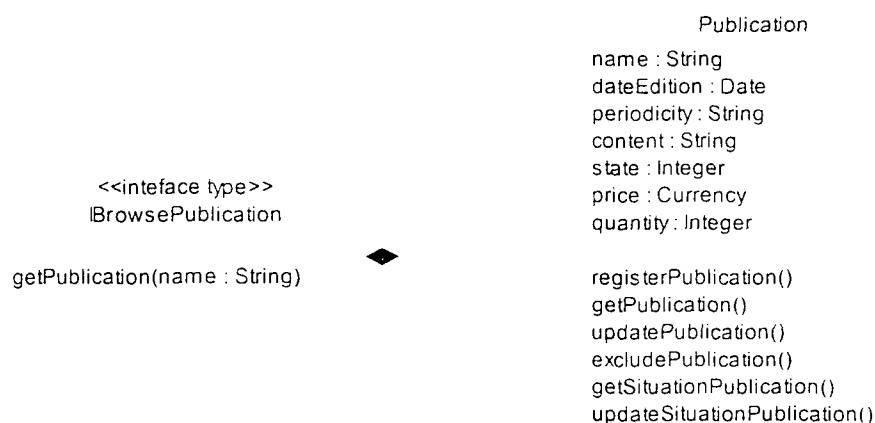 <<inteface type>>
IBrowsePublication
getPublication(name : String)
Publication
name : String
dateEdition : Date
periodicity : String
content : String
state : Integer
price : Currency
quantity : Integer
registerPublication()
getPublication()
updatePublication()
excludePublication()
getSituationPublication()
updateSituationPublication()